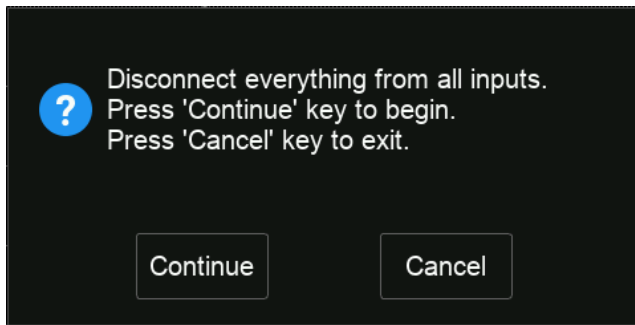 ?
Disconnect everything from all inputs.
Press 'Continue' key to begin.
Press 'Cancel' key to exit.
Continue
Cancel